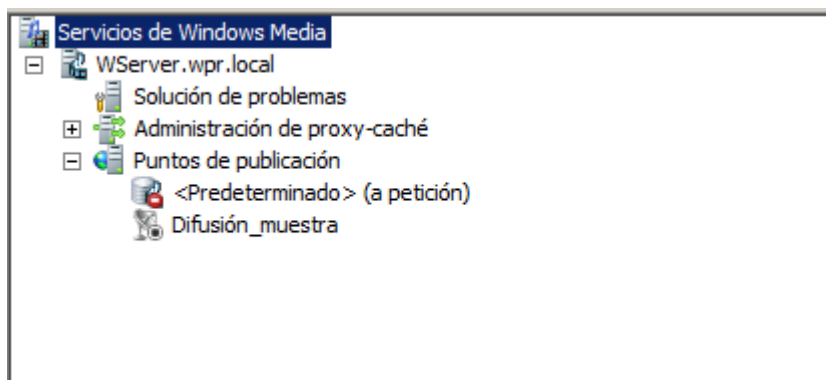 Servicios de Windows Media
WServer.wpr.local
Solución de problemas
Administración de proxy-caché
Puntos de publicación
<Predeterminado> (a petición)
Difusión_muestra